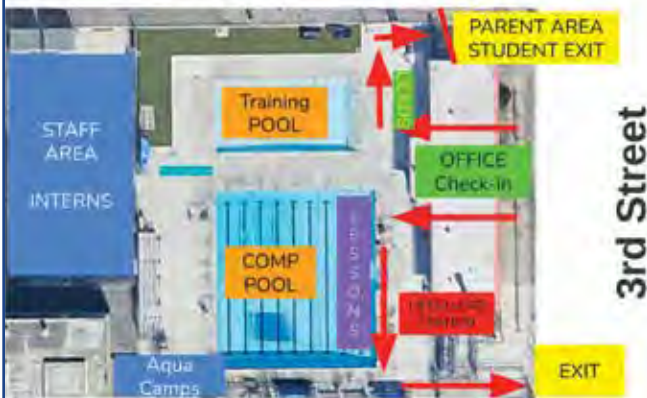 PARENT AREA
STUDENT EXIT
Training
POOL
STAFF
AREA
INTERNS
OFFICE
Check-in
COMP
POOL
LESSONS
Aqua
Camps
EXIT
3rd Street